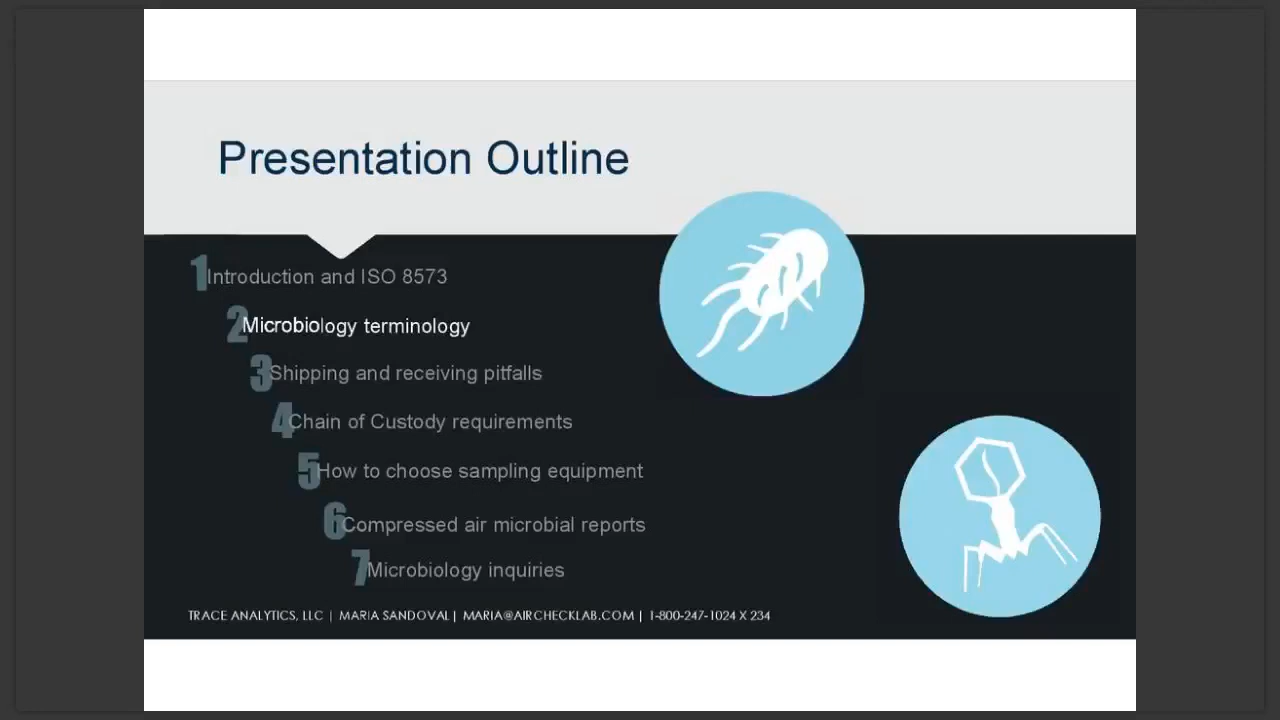 Presentation Outline
1 Introduction and ISO 8573
2 Microbiology terminology
3 Shipping and receiving pitfalls
4 Chain of Custody requirements
5 How to choose sampling equipment
6 Compressed air microbial reports
7 Microbiology inquiries
TRACE ANALYTICS, LLC | MARIA SANDOVAL | MARIA@AIRCHECKLAB.COM | 1-800-247-1024 X 234